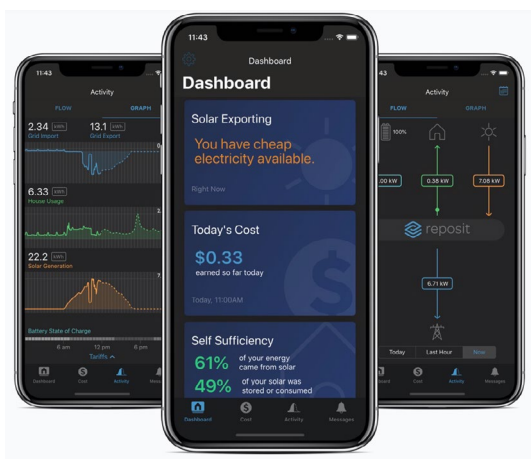 11:43
Activity
FLOW
GRAPH
2.34 kWh
13.1 kWh
Grid Import
Grid Export
6.33 kWh
House Usage
22.2 kWh
Solar Generation
Battery State of Charge
6 am
12 pm
6 pm
Tariffs
Dashboard
Cost
Activity
11:43
Dashboard
Dashboard
Solar Exporting
You have cheap
electricity available.
Right Now
Today's Cost
$0.33
earned so far today
Today, 11:00AM
Self Sufficiency
61% of your energy
came from solar
49% of your solar was
stored or consumed
Dashboard
Cost
Activity
Messages
Activity
FLOW
GRAPH
100%
0.38 kW
7.08 kW
reposit
6.71 kW
Today
Last Hour
Now
Cost
Activity
Messages